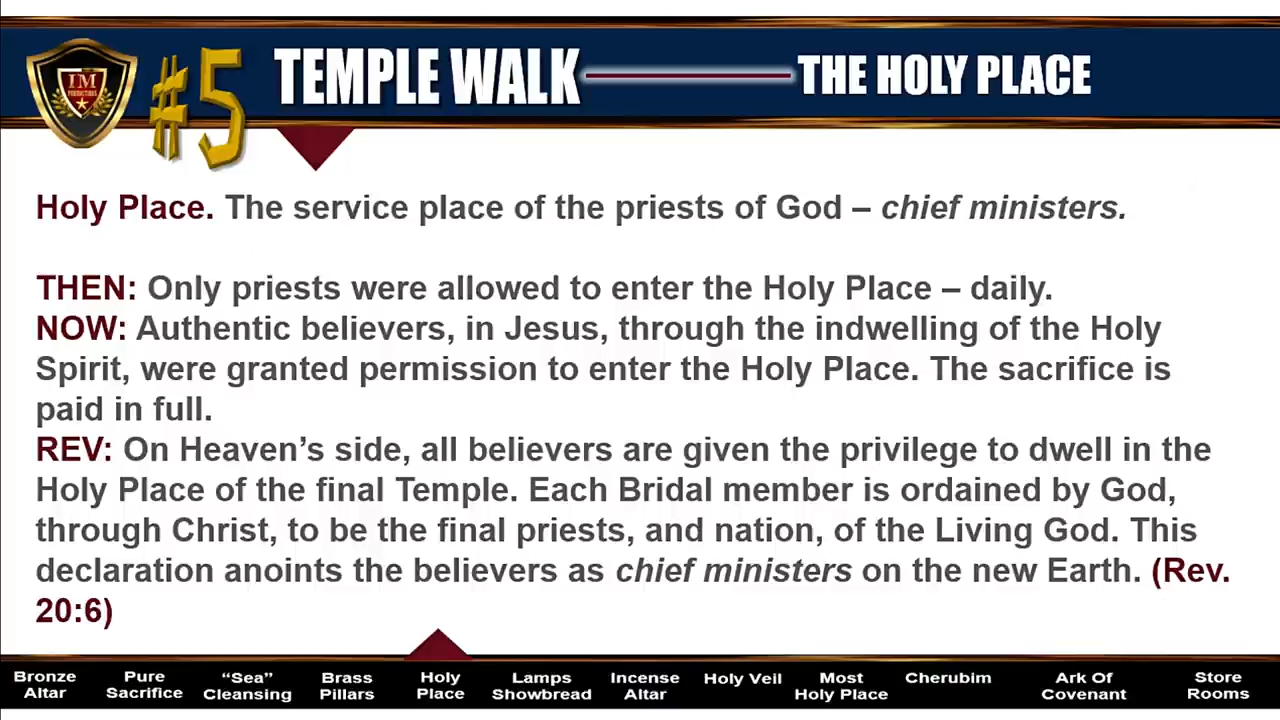 IM
PRODUCTIONS
#5
TEMPLE WALK
THE HOLY PLACE
Holy Place. The service place of the priests of God – chief ministers.
THEN: Only priests were allowed to enter the Holy Place – daily.
NOW: Authentic believers, in Jesus, through the indwelling of the Holy
Spirit, were granted permission to enter the Holy Place. The sacrifice is
paid in full.
REV: On Heaven’s side, all believers are given the privilege to dwell in the
Holy Place of the final Temple. Each Bridal member is ordained by God,
through Christ, to be the final priests, and nation, of the Living God. This
declaration anoints the believers as chief ministers on the new Earth. (Rev.
20:6)
Bronze
Altar
Pure
Sacrifice
“Sea”
Cleansing
Brass
Pillars
Holy
Place
Lamps
Showbread
Incense
Altar
Holy Veil
Most
Holy Place
Cherubim
Ark Of
Covenant
Store
Rooms